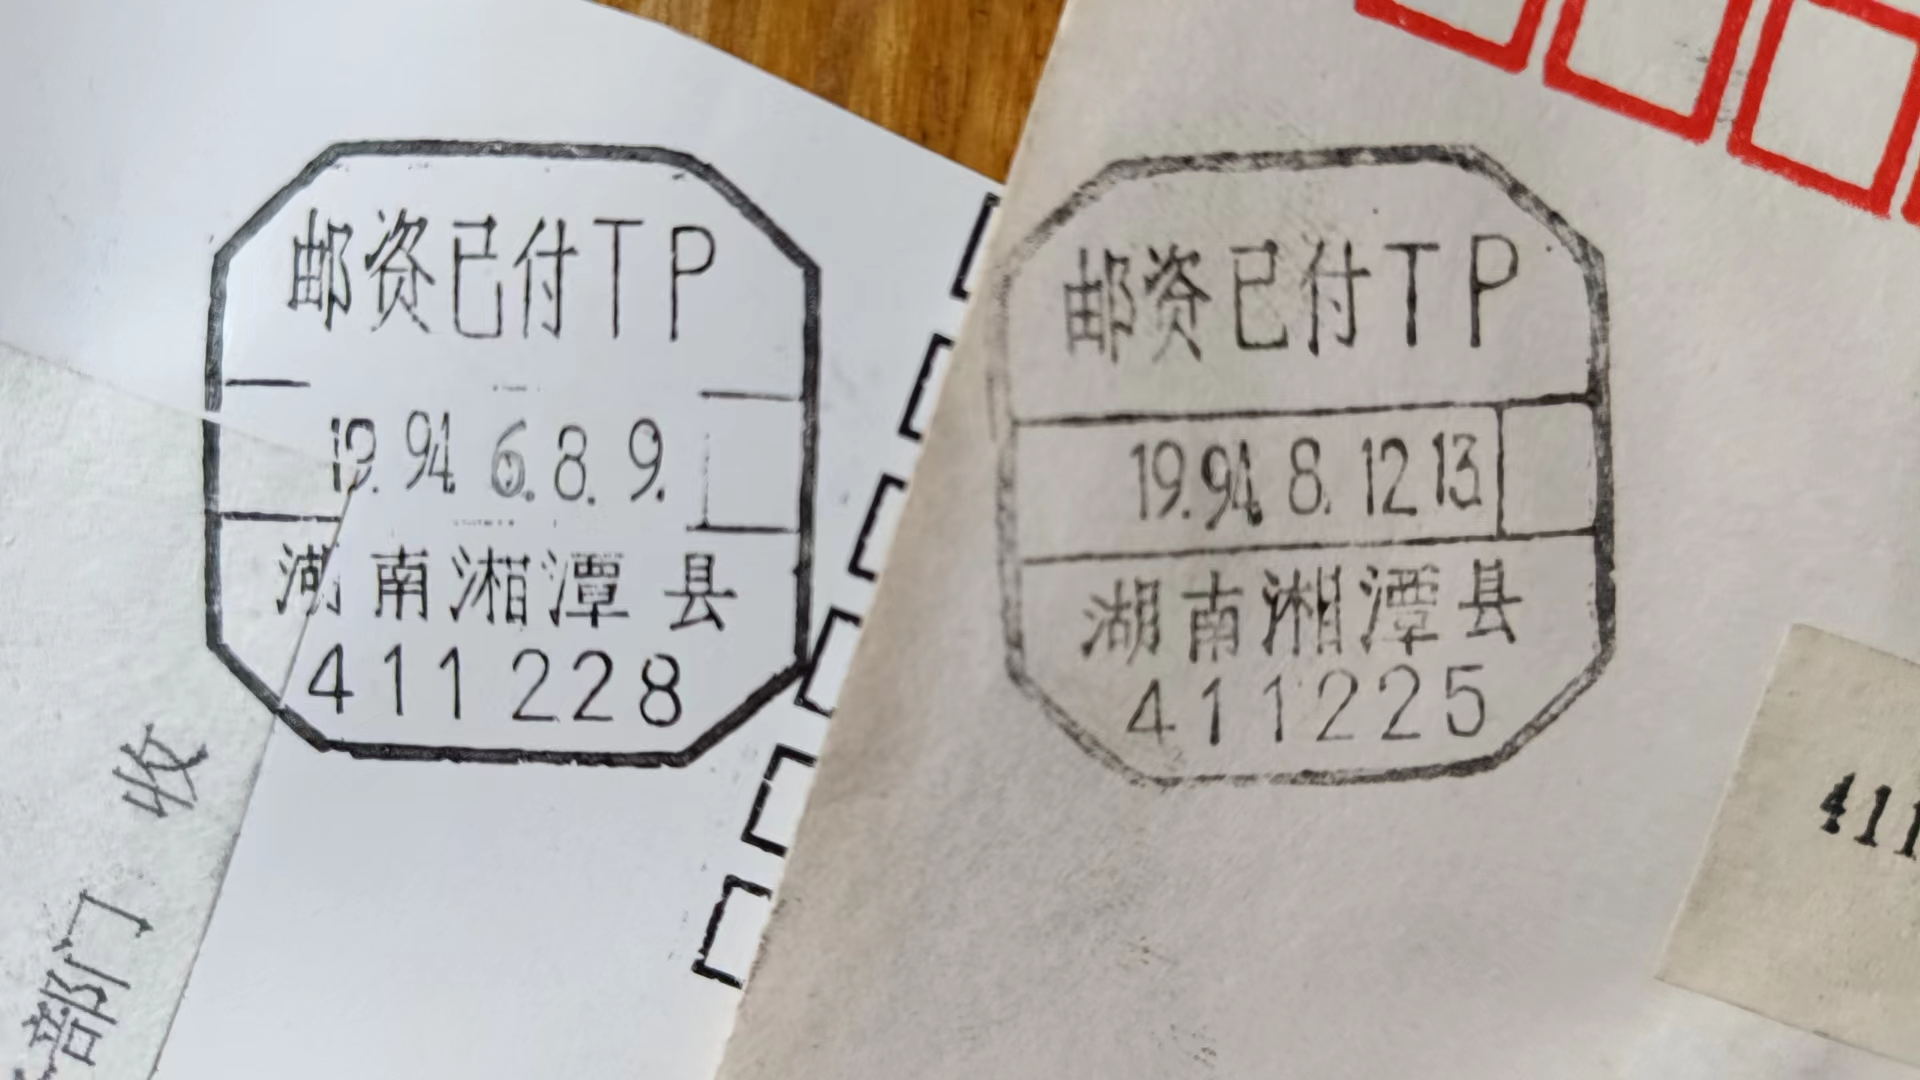 邮资已付TP
19.94.6.8.9.
湖南湘潭县
411228
邮资已付TP
19.94.8.12.13.
湖南湘潭县
411225
部门 收
411